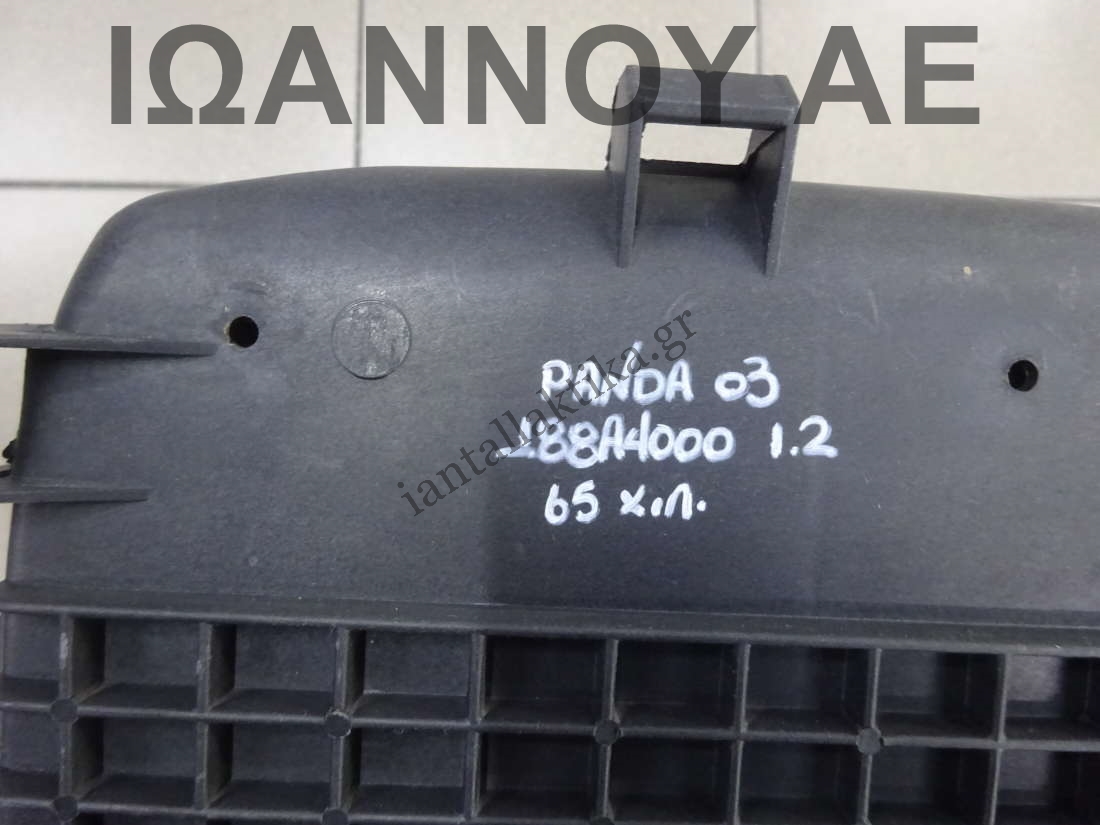 ΙΩΑΝΝΟΥ ΑΕ
iantallaktika.gr
PANDA 03
188A4000 1.2
65 χ.λ.